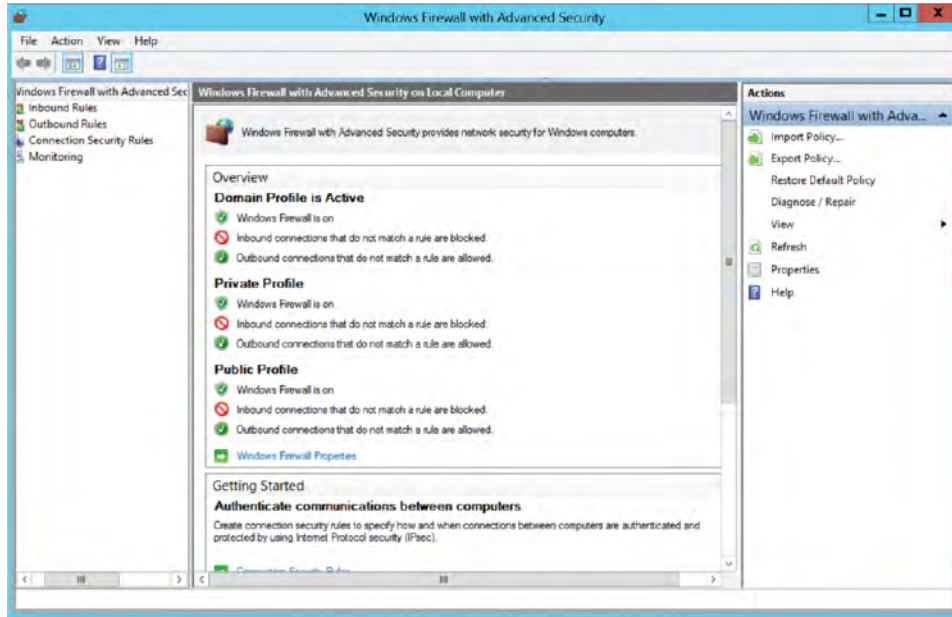 Windows Firewall with Advanced Security
File Action View Help
Windows Firewall with Advanced Sec
Inbound Rules
Outbound Rules
Connection Security Rules
Monitoring
Windows Firewall with Advanced Security on Local Computer
Windows Firewall with Advanced Security provides network security for Windows computers.
Overview
Domain Profile is Active
Windows Firewall is on
Inbound connections that do not match a rule are blocked.
Outbound connections that do not match a rule are allowed.
Private Profile
Windows Firewall is on
Inbound connections that do not match a rule are blocked.
Outbound connections that do not match a rule are allowed.
Public Profile
Windows Firewall is on
Inbound connections that do not match a rule are blocked.
Outbound connections that do not match a rule are allowed.
Windows Firewall Properties
Getting Started
Authenticate communications between computers
Create connection security rules to specify how and when connections between computers are authenticated and
protected by using Internet Protocol security (IPsec).
Connection Security Rules
Actions
Windows Firewall with Adva...
Import Policy...
Export Policy...
Restore Default Policy
Diagnose / Repair
View
Refresh
Properties
Help